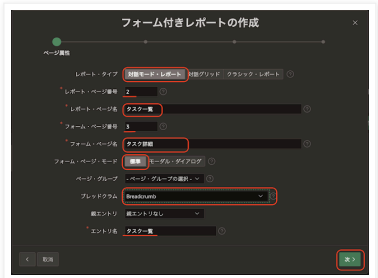 フォーム付きレポートの作成
ページ属性
レポート・タイプ 対話モード・レポート 対話グリッド クラシック・レポート
* レポート・ページ番号 2
* レポート・ページ名 タスク一覧
* フォーム・ページ番号 3
* フォーム・ページ名 タスク詳細
フォーム・ページ・モード 標準 モーダル・ダイアログ
ページ・グループ - ページ・グループの選択 -
ブレッドクラム Breadcrumb
親エントリ 親エントリなし
* エントリ名 タスク一覧
取消 次